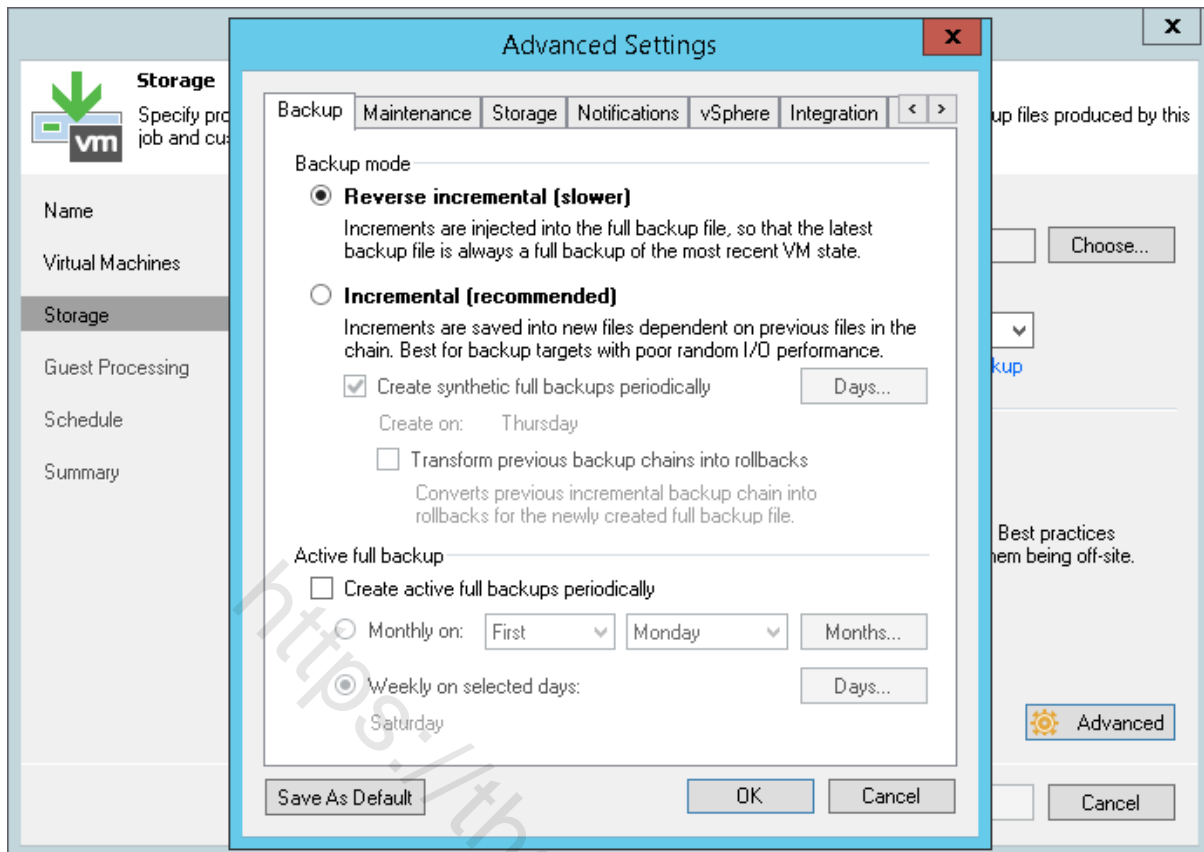 X
Advanced Settings
x
Storage
Specify pro
up files produced by this
job and cus
vm
Backup
Maintenance
Storage
Notifications
vSphere
Integration
<
>
Name
Virtual Machines
Storage
Guest Processing
Schedule
Summary
Backup mode
Reverse incremental (slower)
Increments are injected into the full backup file, so that the latest
backup file is always a full backup of the most recent VM state.
Incremental (recommended)
Increments are saved into new files dependent on previous files in the
chain. Best for backup targets with poor random I/O performance.
Create synthetic full backups periodically
Days...
Create on: Thursday
Transform previous backup chains into rollbacks
Converts previous incremental backup chain into
rollbacks for the newly created full backup file.
Active full backup
Create active full backups periodically
Monthly on: First Monday Months...
Weekly on selected days: Days...
Saturday
Save As Default
OK
Cancel
Choose...
kup
Best practices
hem being off-site.
Advanced
Cancel
https://th